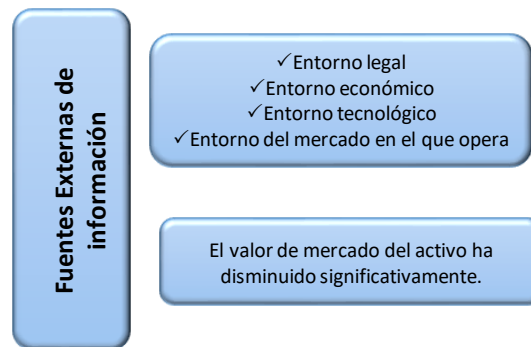 Fuentes Externas de
información
✓Entorno legal
✓Entorno económico
✓Entorno tecnológico
✓Entorno del mercado en el que opera
El valor de mercado del activo ha
disminuido significativamente.